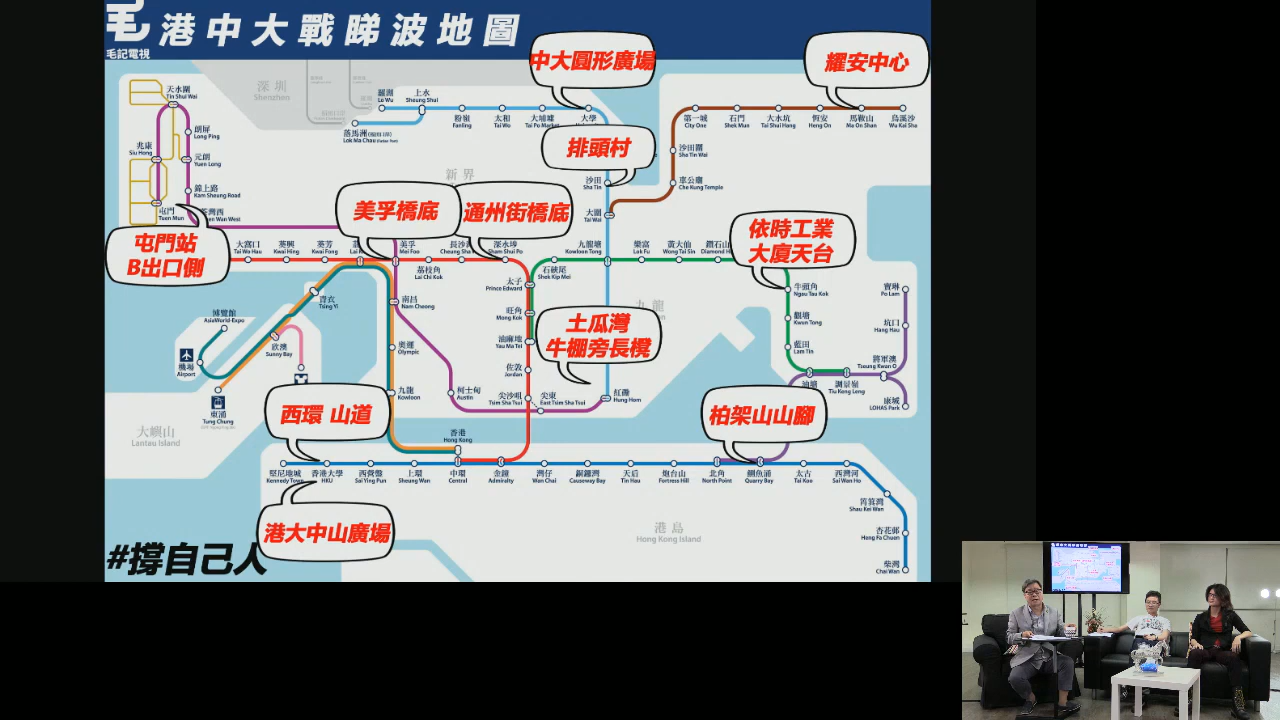 毛
毛記電視
港中大戰睇波地圖
中大圓形廣場
耀安中心
深圳
Shenzhen
天水圍
Tin Shui Wai
羅湖
Lo Wu
上水
Sheung Shui
粉嶺
Fanling
太和
Tai Wo
大埔墟
Tai Po Market
大學
第一城
City One
石門
Shek Mun
大水坑
Tai Shui Hang
恆安
Heng On
馬鞍山
Ma On Shan
烏溪沙
Wu Kai Sha
朗屏
Long Ping
落馬洲
Lok Ma Chau
兆康
Siu Hong
元朗
Yuen Long
排頭村
沙田圍
Sha Tin Wai
新界
沙田
Sha Tin
車公廟
Che Kung Temple
錦上路
Kam Sheung Road
屯門
Tuen Mun
荃灣西
Tsuen Wan West
美孚橋底
通州街橋底
大圍
Tai Wai
依時工業
大廈天台
屯門站
B出口側
大窩口
Tai Wo Hau
葵興
Kwai Hing
葵芳
Kwai Fong
美孚
Mei Foo
荔枝角
Lai Chi Kok
深水埗
Sham Shui Po
九龍塘
Kowloon Tong
樂富
Lok Fu
黃大仙
Wong Tai Sin
鑽石山
石硤尾
Shek Kip Mei
太子
Prince Edward
牛頭角
Ngau Tau Kok
寶琳
Po Lam
青衣
Tsing Yi
南昌
Nam Cheong
旺角
Mong Kok
土瓜灣
牛棚旁長櫈
九龍
觀塘
Kwun Tong
坑口
Hang Hau
博覽館
AsiaWorld-Expo
油麻地
Yau Ma Tei
藍田
Lam Tin
欣澳
Sunny Bay
奧運
Olympic
機場
Airport
佐敦
Jordan
將軍澳
Tseung Kwan O
油塘
調景嶺
Tiu Keng Leng
九龍
Kowloon
柯士甸
Austin
尖沙咀
Tsim Sha Tsui
尖東
East Tsim Sha Tsui
紅磡
Hung Hom
康城
LOHAS Park
東涌
Tung Chung
西環 山道
柏架山山腳
大嶼山
Lantau Island
香港
Hong Kong
堅尼地城
Kennedy Town
香港大學
HKU
西營盤
Sai Ying Pun
上環
Sheung Wan
中環
Central
金鐘
Admiralty
灣仔
Wan Chai
銅鑼灣
Causeway Bay
天后
Tin Hau
炮台山
Fortress Hill
北角
North Point
鰂魚涌
Quarry Bay
太古
Tai Koo
西灣河
Sai Wan Ho
筲箕灣
Shau Kei Wan
港大中山廣場
港島
Hong Kong Island
杏花邨
Heng Fa Chuen
柴灣
Chai Wan
#撐自己人